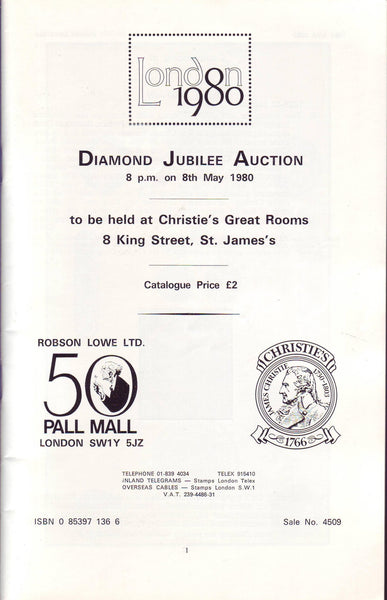 London
1980
DIAMOND JUBILEE AUCTION
8 p.m. on 8th May 1980
to be held at Christie's Great Rooms
8 King Street, St. James's
Catalogue Price £2
ROBSON LOWE LTD.
50
PALL MALL
LONDON SW1Y 5JZ
CHRISTIE'S
JAMES CHRISTIE 1730-1803
1766
TELEPHONE 01-839 4034 TELEX 915410
INLAND TELEGRAMS — Stamps London Telex
OVERSEAS CABLES — Stamps London S.W.1
V.A.T. 239-4486-31
ISBN 0 85397 136 6 Sale No. 4509
1